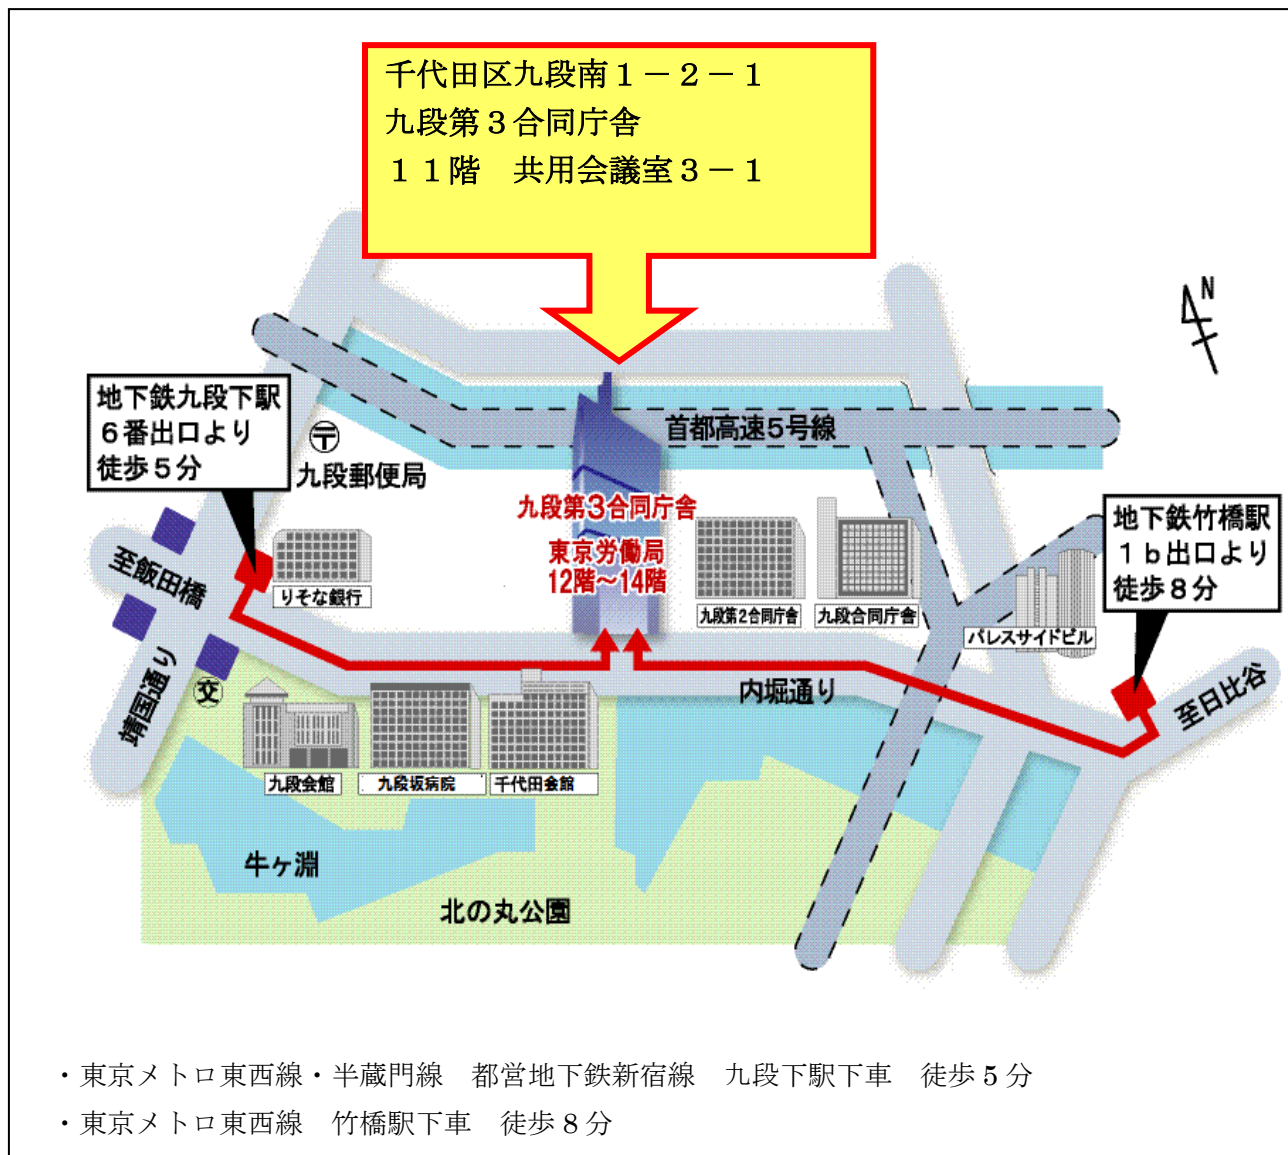 千代田区九段南１－２－１
九段第３合同庁舎
１１階　共用会議室３－１
N
地下鉄九段下駅
６番出口より
徒歩５分
〒
九段郵便局
首都高速5号線
九段第3合同庁舎
東京労働局
12階～14階
地下鉄竹橋駅
１ｂ出口より
徒歩８分
至飯田橋
りそな銀行
九段第2合同庁舎
九段合同庁舎
パレスサイドビル
靖国通り
交
内堀通り
至日比谷
九段会館
九段坂病院
千代田会館
牛ヶ淵
北の丸公園
・東京メトロ東西線・半蔵門線　都営地下鉄新宿線　九段下駅下車　徒歩 5 分
・東京メトロ東西線　竹橋駅下車　徒歩 8 分